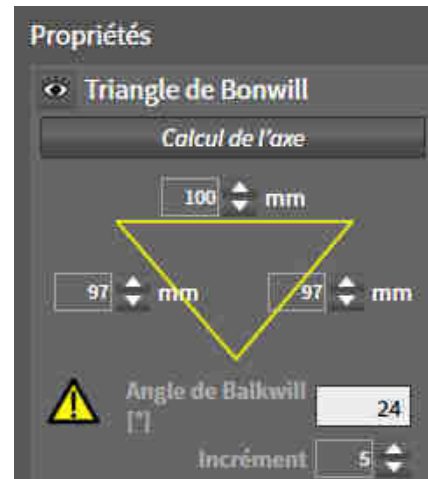 Propriétés
Triangle de Bonwill
Calcul de l'axe
100 mm
97 mm 97 mm
Angle de Balkwill
[°] 24
Incrément 5